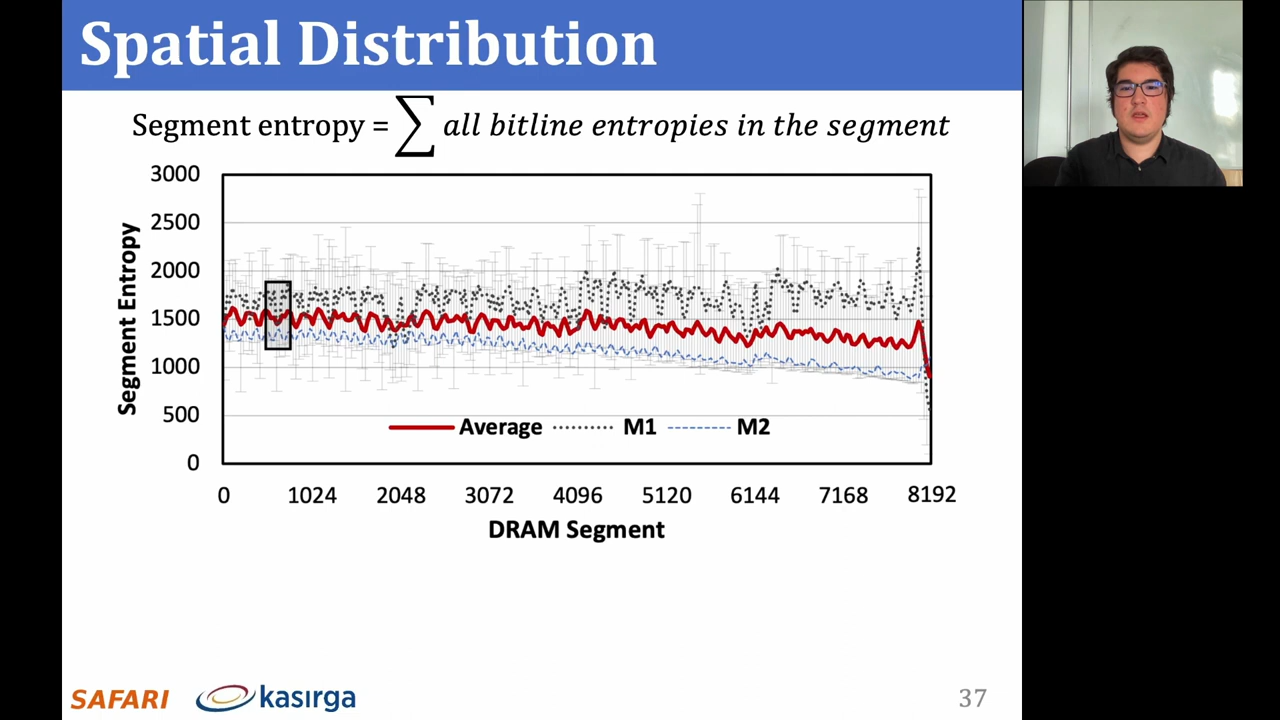 Spatial Distribution
Segment entropy = ∑ all bitline entropies in the segment
3000
2500
2000
1500
1000
500
0
Segment Entropy
Average M1 M2
0 1024 2048 3072 4096 5120 6144 7168 8192
DRAM Segment
SAFARI kasırga 37